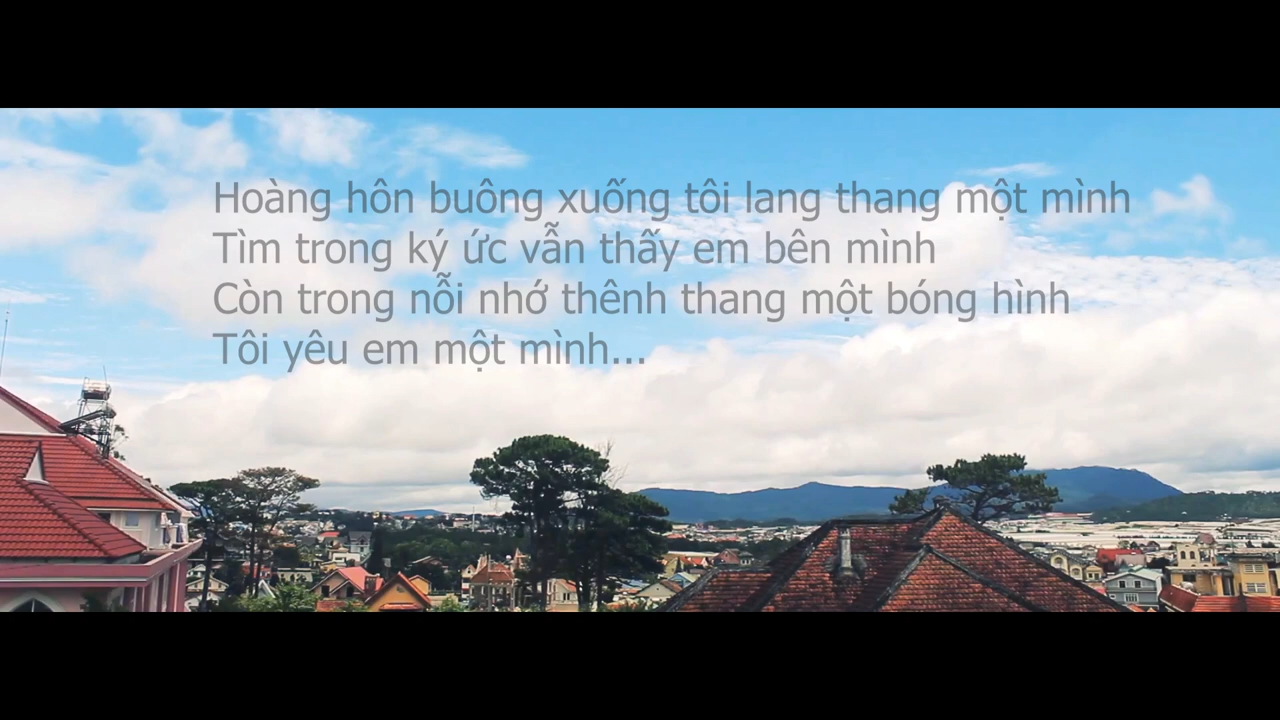 Hoàng hôn buông xuống tôi lang thang một mình
Tìm trong ký ức vẫn thấy em bên mình
Còn trong nỗi nhớ thênh thang một bóng hình
Tôi yêu em một mình...